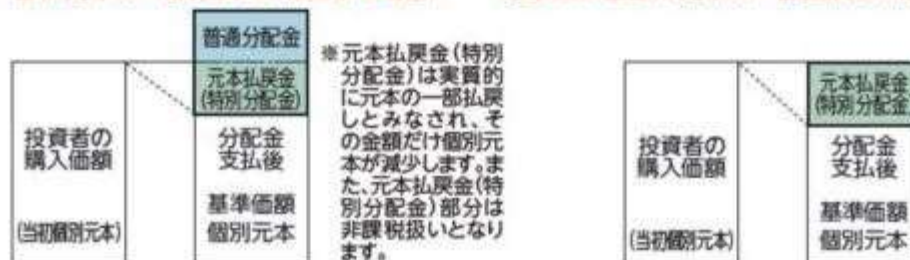 普通分配金
元本払戻金
(特別分配金)
投資者の
購入価額
(当初個別元本)
分配金
支払後
基準価額
個別元本
※元本払戻金(特別
分配金)は実質的
に元本の一部払戻
しとみなされ、そ
の金額だけ個別元
本が減少します。ま
た、元本払戻金(特
別分配金)部分は
非課税扱いとなり
ます。
元本払戻金
(特別分配金
投資者の
購入価額
(当初個別元本)
分配金
支払後
基準価額
個別元本